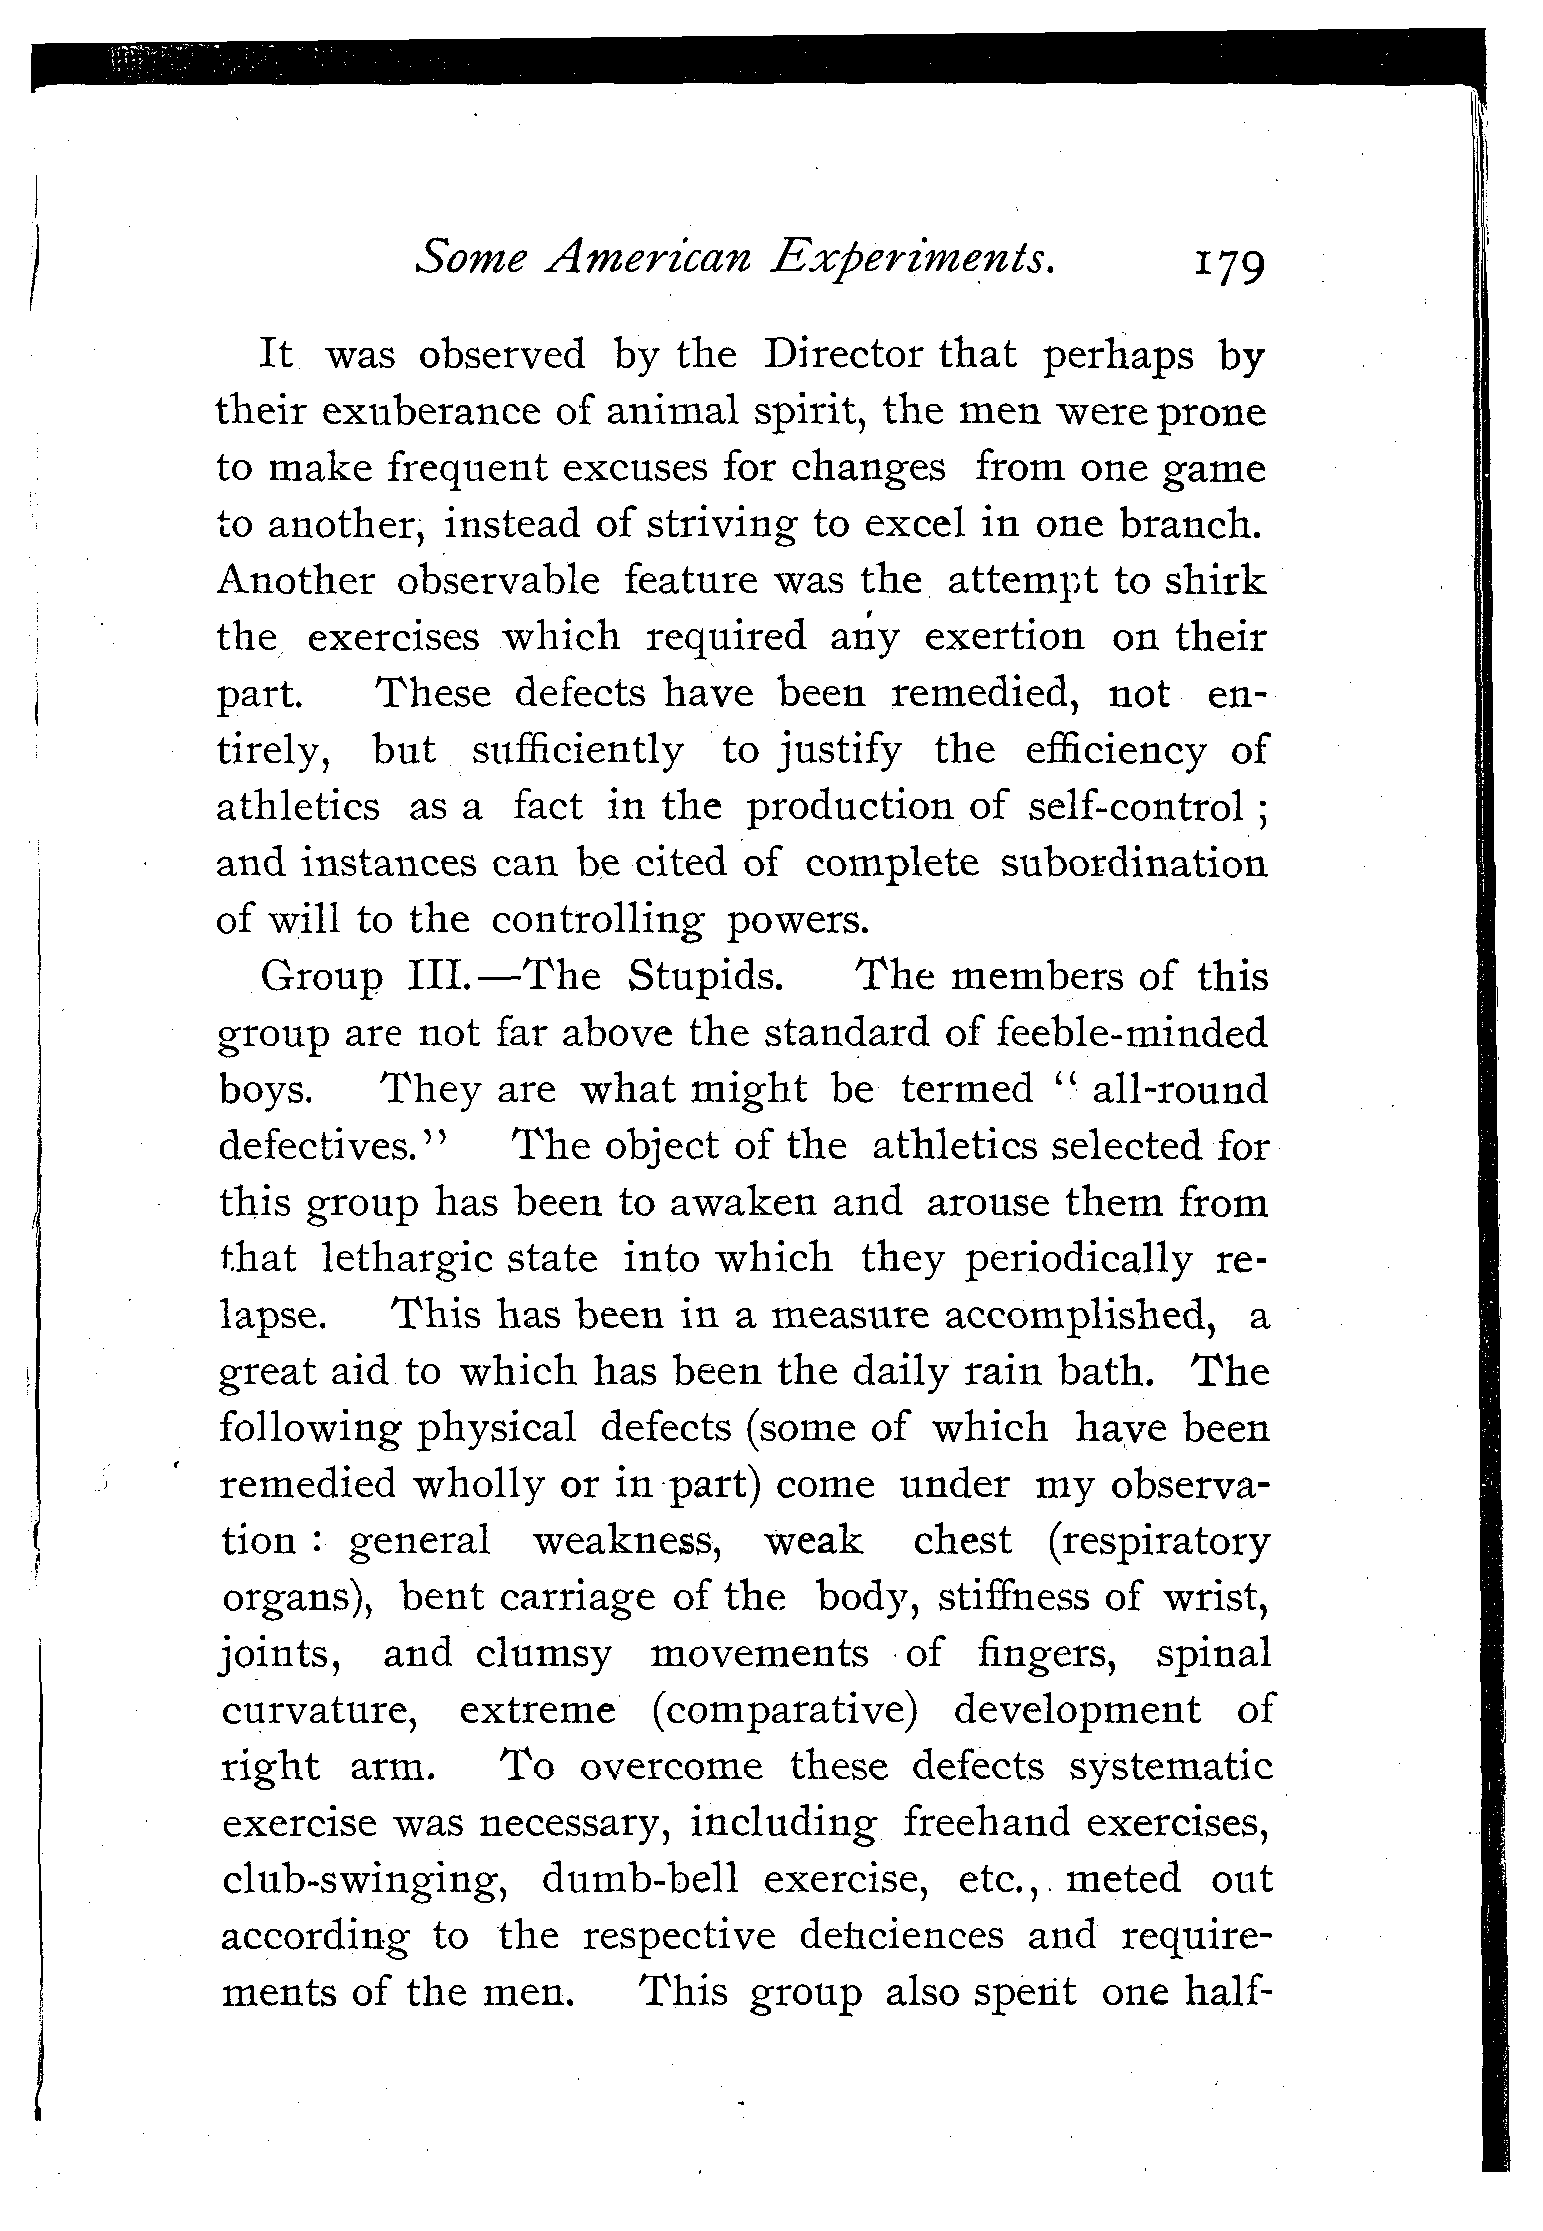 Some American Experiments. 179
It was observed by the Director that perhaps by
their exuberance of animal spirit, the men were prone
to make frequent excuses for changes from one game
to another, instead of striving to excel in one branch.
Another observable feature was the attempt to shirk
the exercises which required any exertion on their
part. These defects have been remedied, not en-
tirely, but sufficiently to justify the efficiency of
athletics as a fact in the production of self-control ;
and instances can be cited of complete subordination
of will to the controlling powers.
Group III.—The Stupids. The members of this
group are not far above the standard of feeble-minded
boys. They are what might be termed " all-round
defectives." The object of the athletics selected for
this group has been to awaken and arouse them from
that lethargic state into which they periodically re-
lapse. This has been in a measure accomplished, a
great aid to which has been the daily rain bath. The
following physical defects (some of which have been
remedied wholly or in part) come under my observa-
tion : general weakness, weak chest (respiratory
organs), bent carriage of the body, stiffness of wrist,
joints, and clumsy movements of fingers, spinal
curvature, extreme (comparative) development of
right arm. To overcome these defects systematic
exercise was necessary, including freehand exercises,
club-swinging, dumb-bell exercise, etc., meted out
according to the respective deficiences and require-
ments of the men. This group also spent one half-